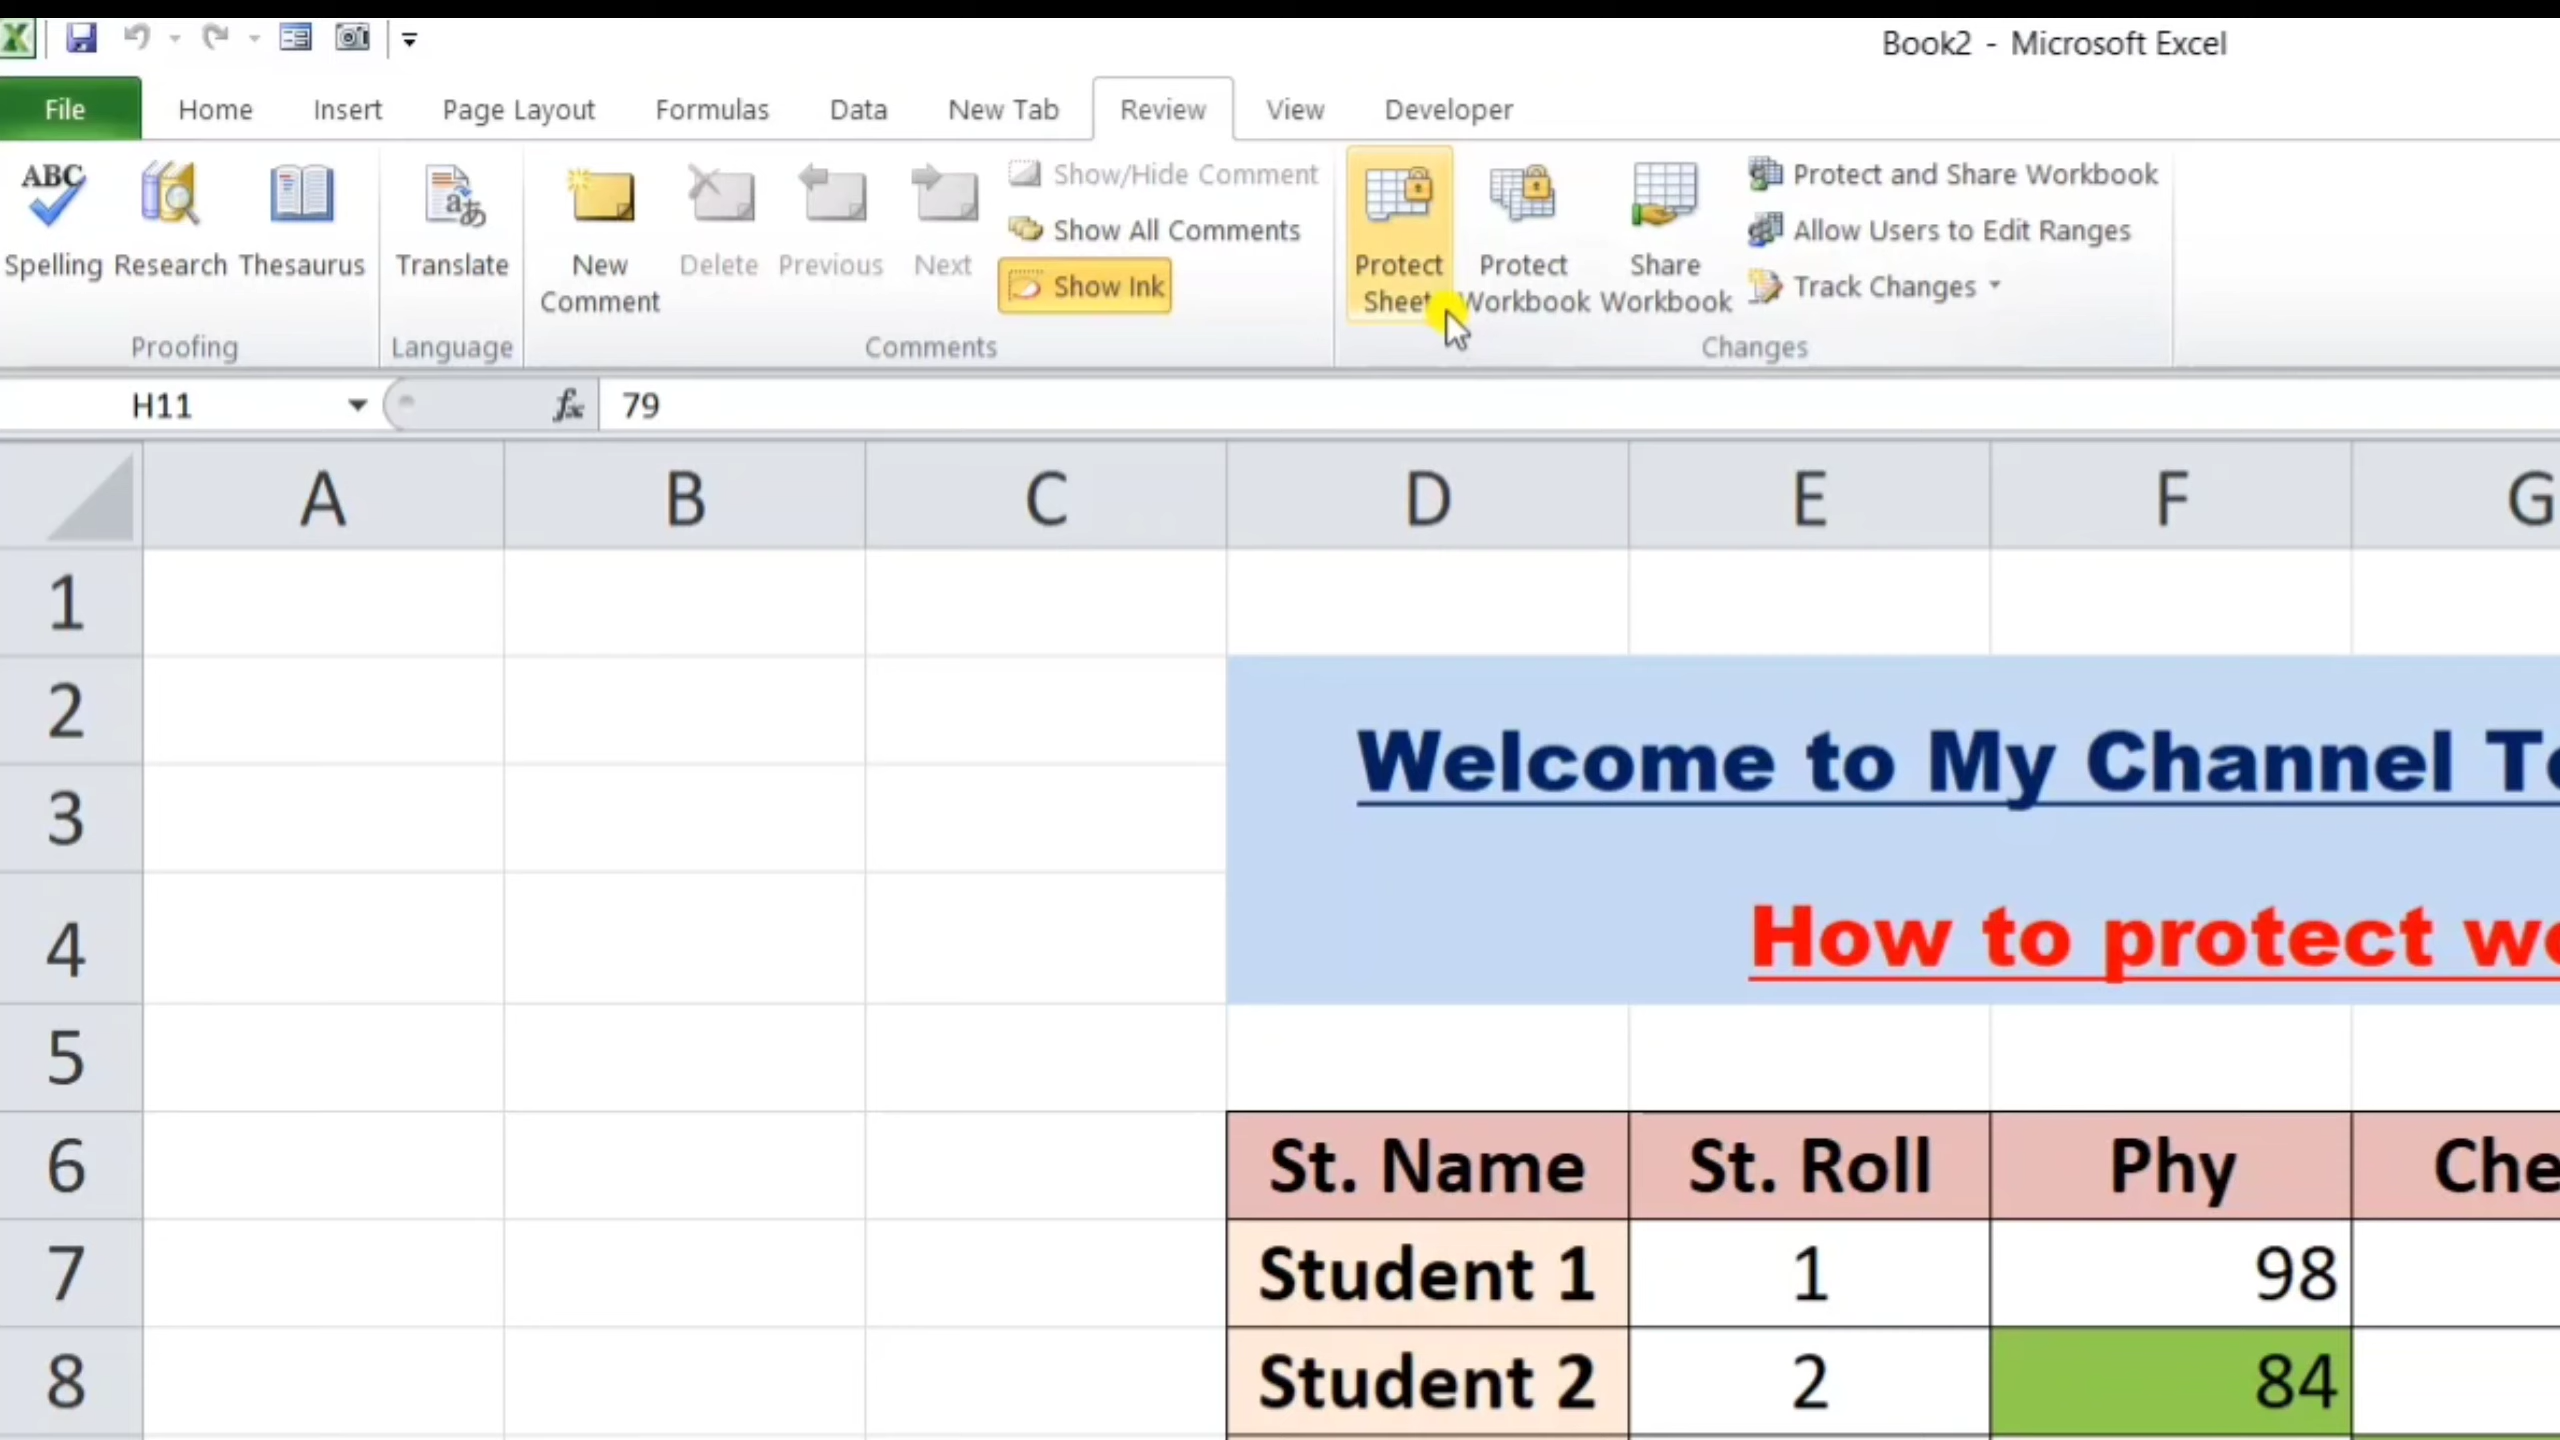 Book2 - Microsoft Excel
File Home Insert Page Layout Formulas Data New Tab Review View Developer
ABC
Spelling Research Thesaurus
Proofing
Translate
Language
New Comment
Delete Previous Next
Show/Hide Comment
Show All Comments
Show Ink
Comments
Protect Sheet
Protect Workbook
Share Workbook
Protect and Share Workbook
Allow Users to Edit Ranges
Track Changes
Changes
H11 fx 79
A B C D E F G
1
2
Welcome to My Channel
3
4 How to protect
5
6 St. Name St. Roll Phy Che
7 Student 1 1 98
8 Student 2 2 84